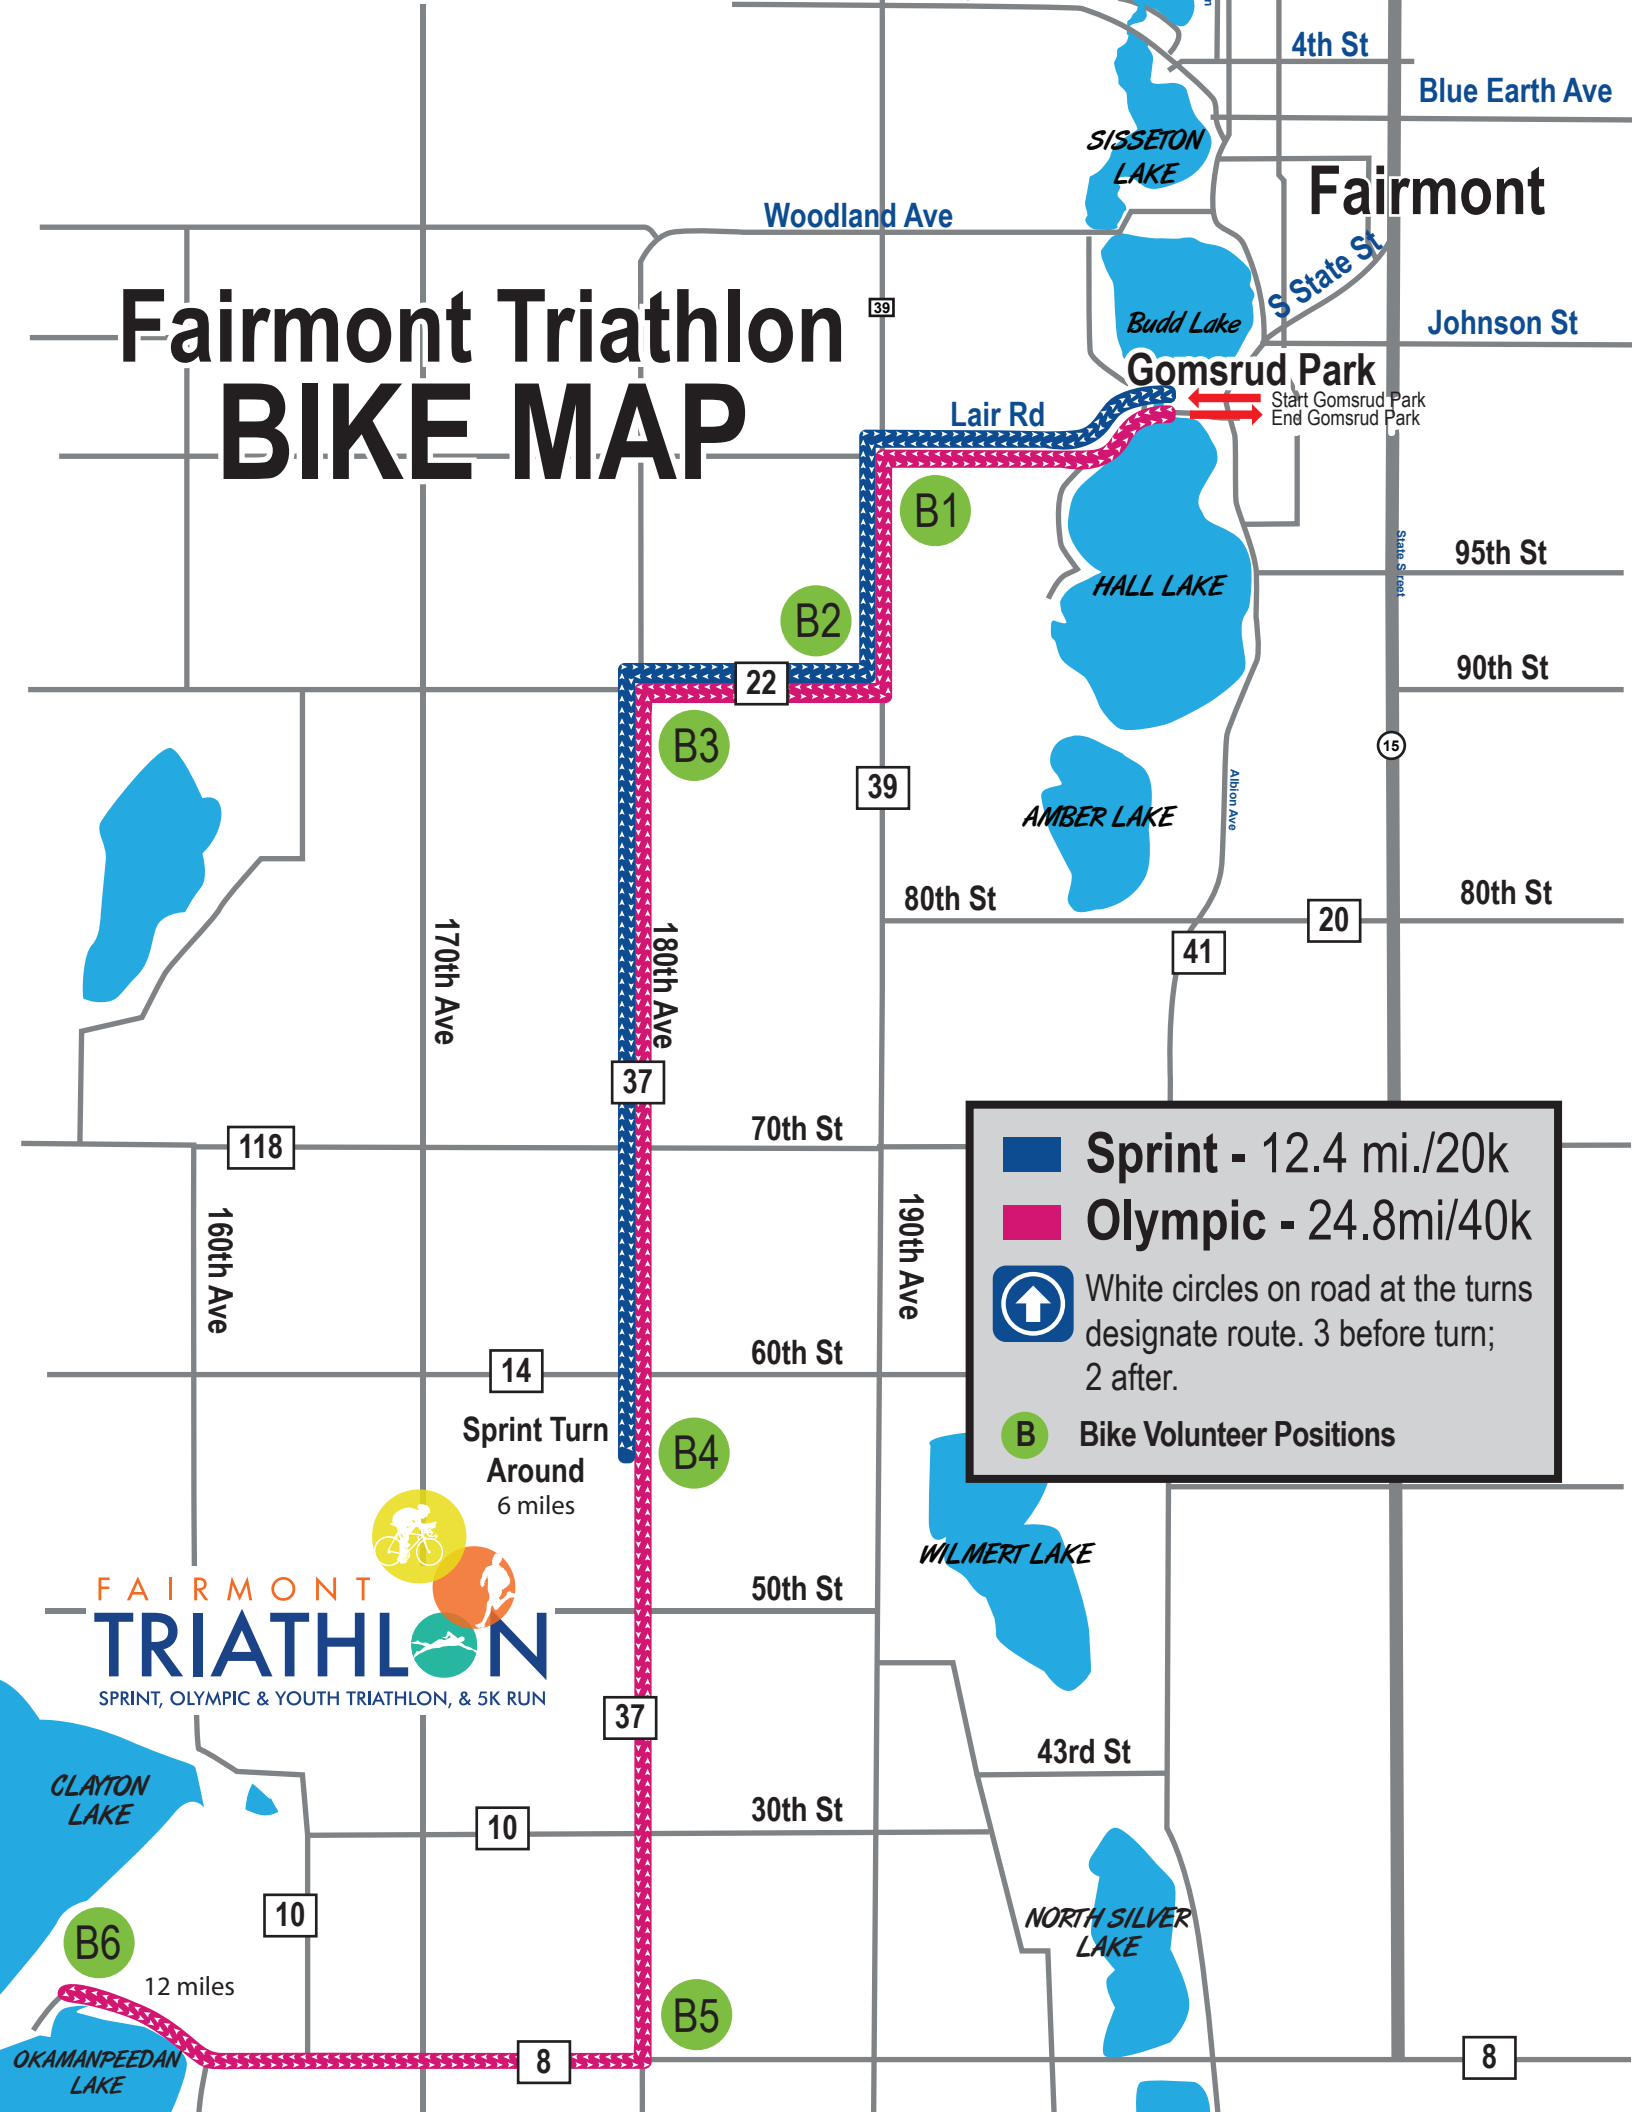 4th St
Blue Earth Ave
SISSETON
LAKE
Fairmont
Woodland Ave
S State St
Fairmont Triathlon
BIKE MAP
39
Budd Lake
Johnson St
Gomsrud Park
Start Gomsrud Park
End Gomsrud Park
Lair Rd
B1
State S reet
95th St
HALL LAKE
B2
90th St
22
B3
15
39
Albion Ave
AMBER LAKE
80th St
80th St
20
170th Ave
180th Ave
41
37
118
70th St
Sprint - 12.4 mi./20k
Olympic - 24.8mi/40k
White circles on road at the turns
designate route. 3 before turn;
2 after.
B Bike Volunteer Positions
160th Ave
190th Ave
60th St
14
Sprint Turn
Around
6 miles
B4
WILMERT LAKE
50th St
FAIRMONT
TRIATHLON
SPRINT, OLYMPIC & YOUTH TRIATHLON, & 5K RUN
37
43rd St
CLAYTON
LAKE
30th St
10
10
B6
NORTH SILVER
LAKE
12 miles
B5
OKAMANPEEDAN
LAKE
8
8